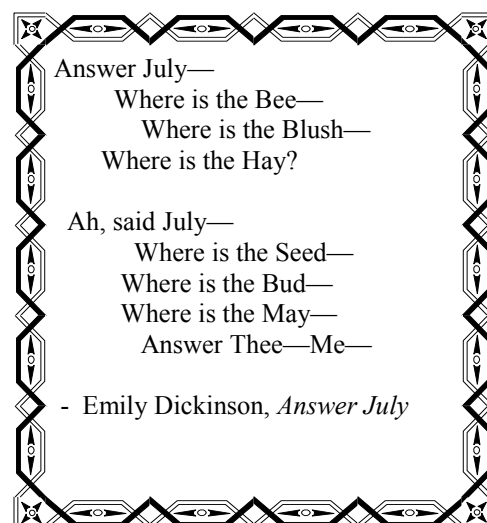 Answer July—
Where is the Bee—
Where is the Blush—
Where is the Hay?
Ah, said July—
Where is the Seed—
Where is the Bud—
Where is the May—
Answer Thee—Me—
- Emily Dickinson, Answer July